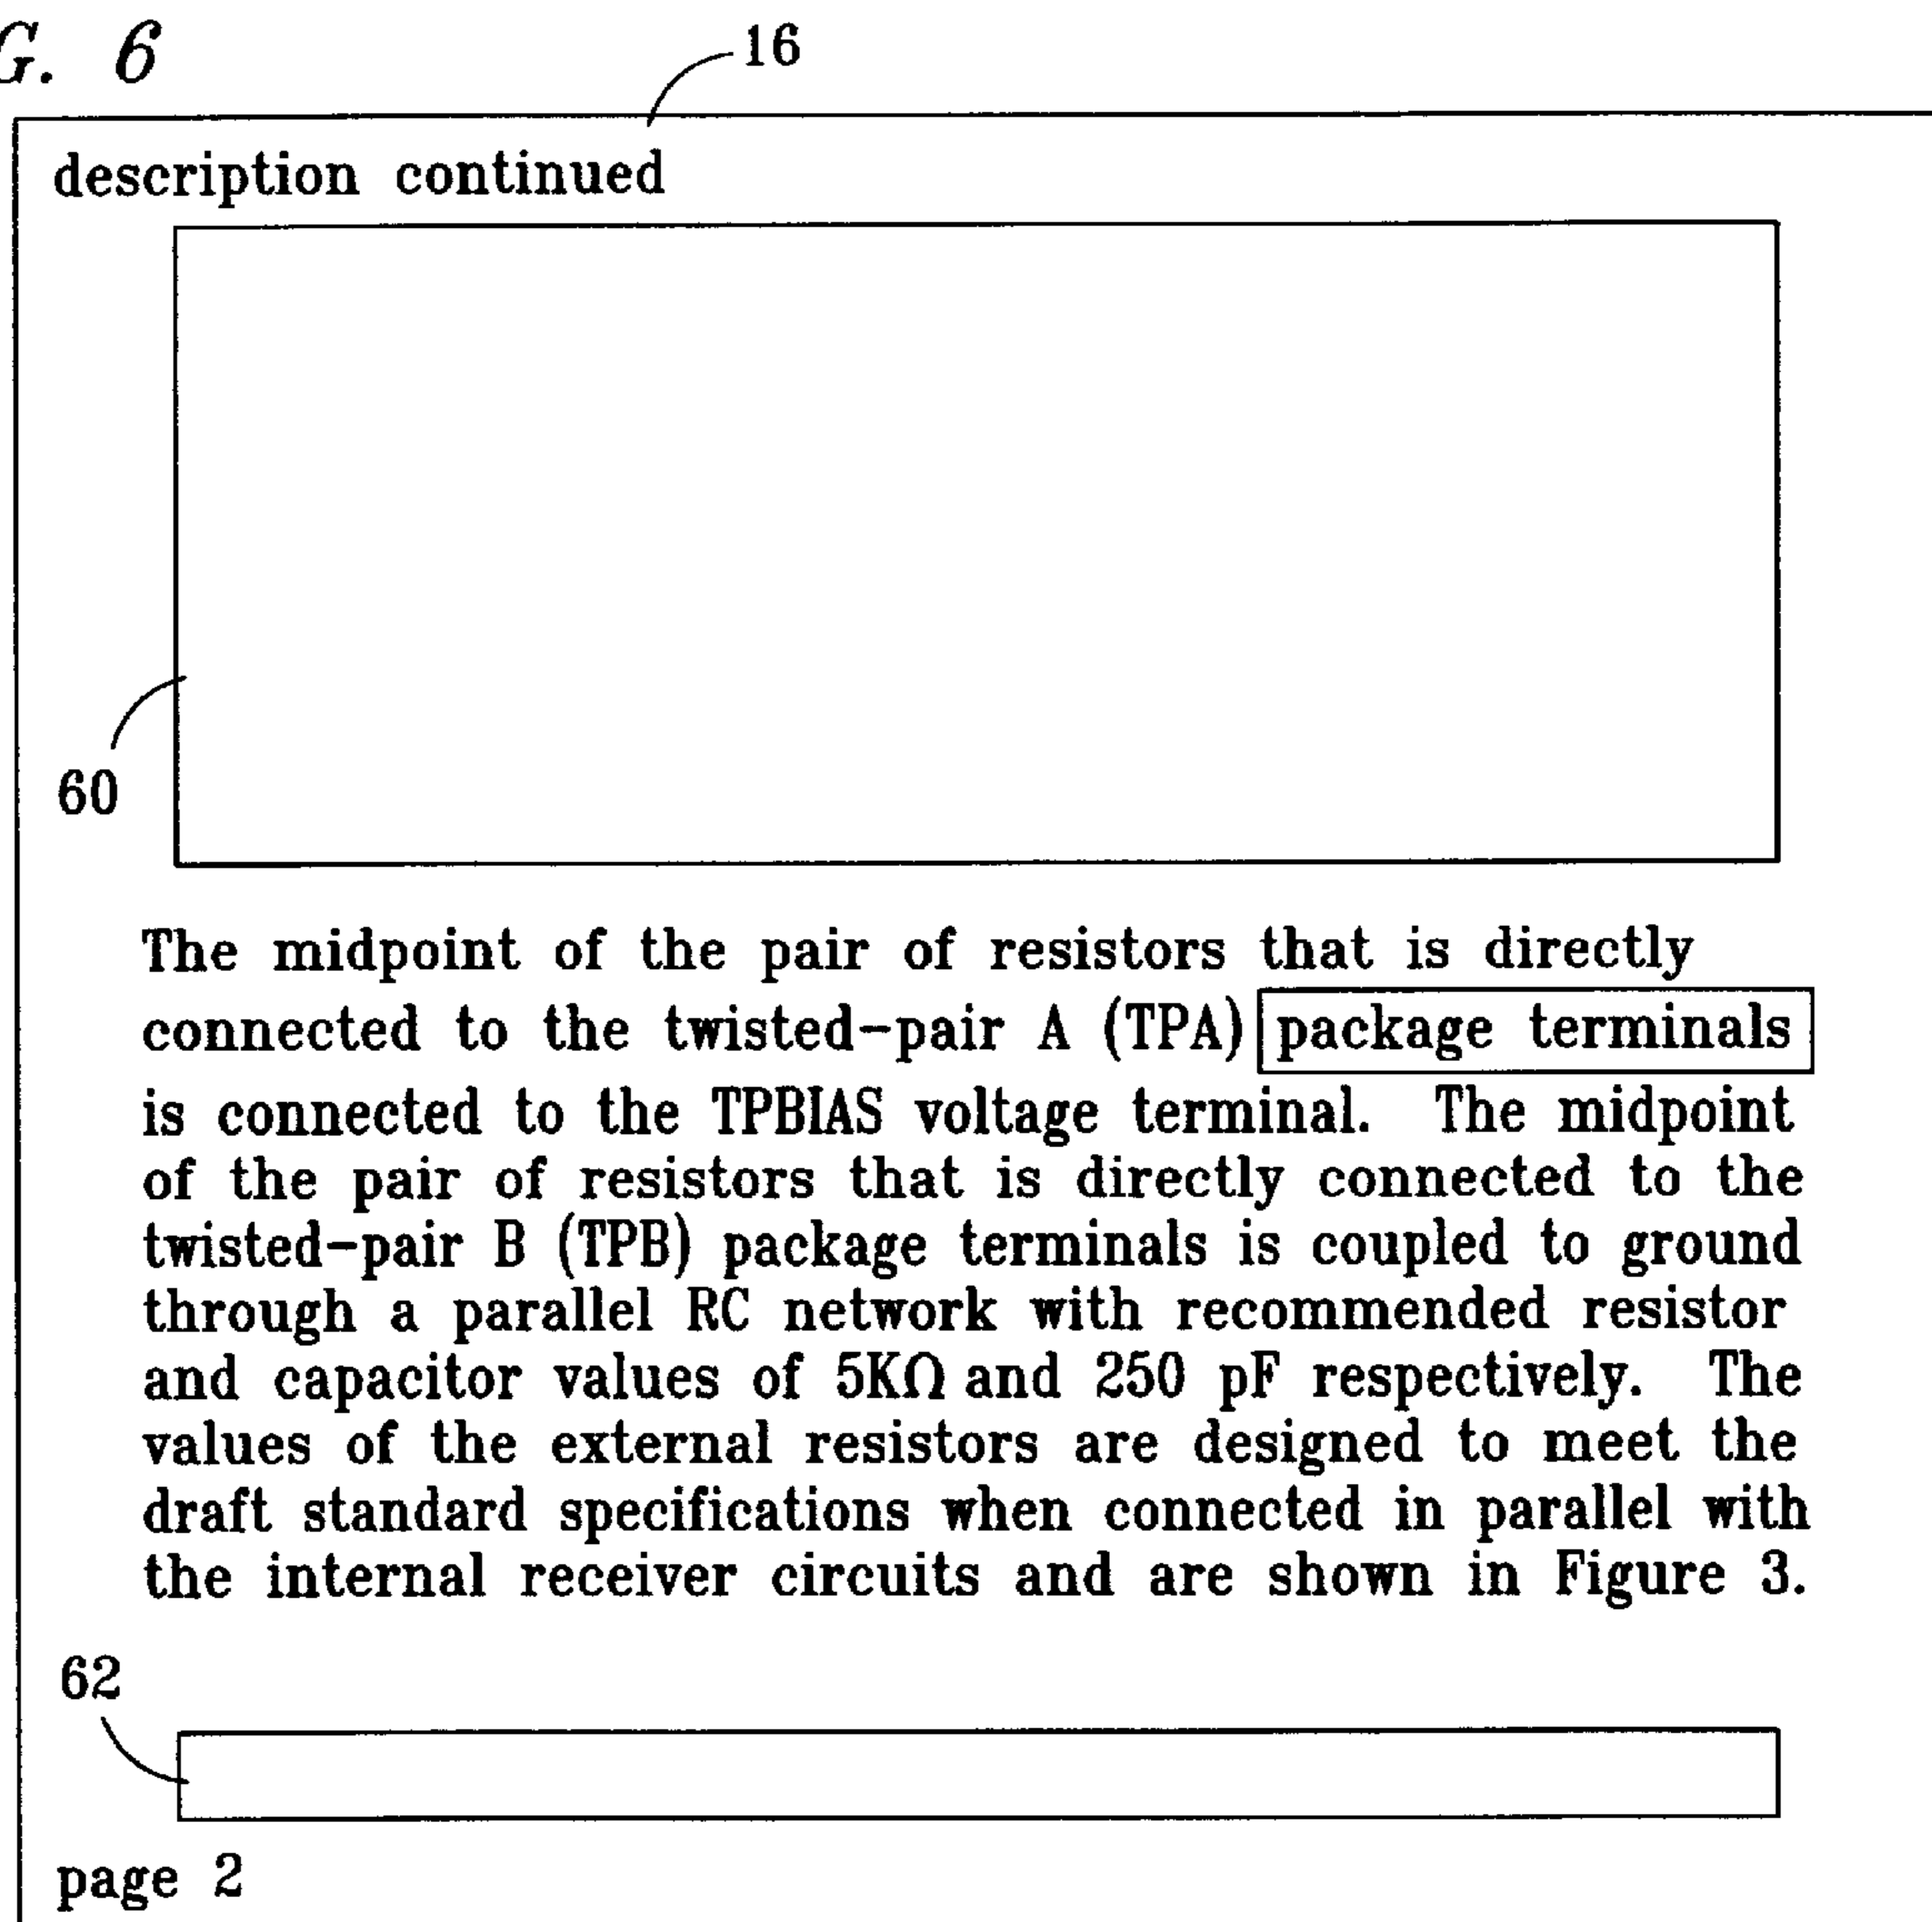 G. 6
16
description continued
60
The midpoint of the pair of resistors that is directly
connected to the twisted-pair A (TPA) package terminals
is connected to the TPBIAS voltage terminal. The midpoint
of the pair of resistors that is directly connected to the
twisted-pair B (TPB) package terminals is coupled to ground
through a parallel RC network with recommended resistor
and capacitor values of 5KΩ and 250 pF respectively. The
values of the external resistors are designed to meet the
draft standard specifications when connected in parallel with
the internal receiver circuits and are shown in Figure 3.
62
page 2